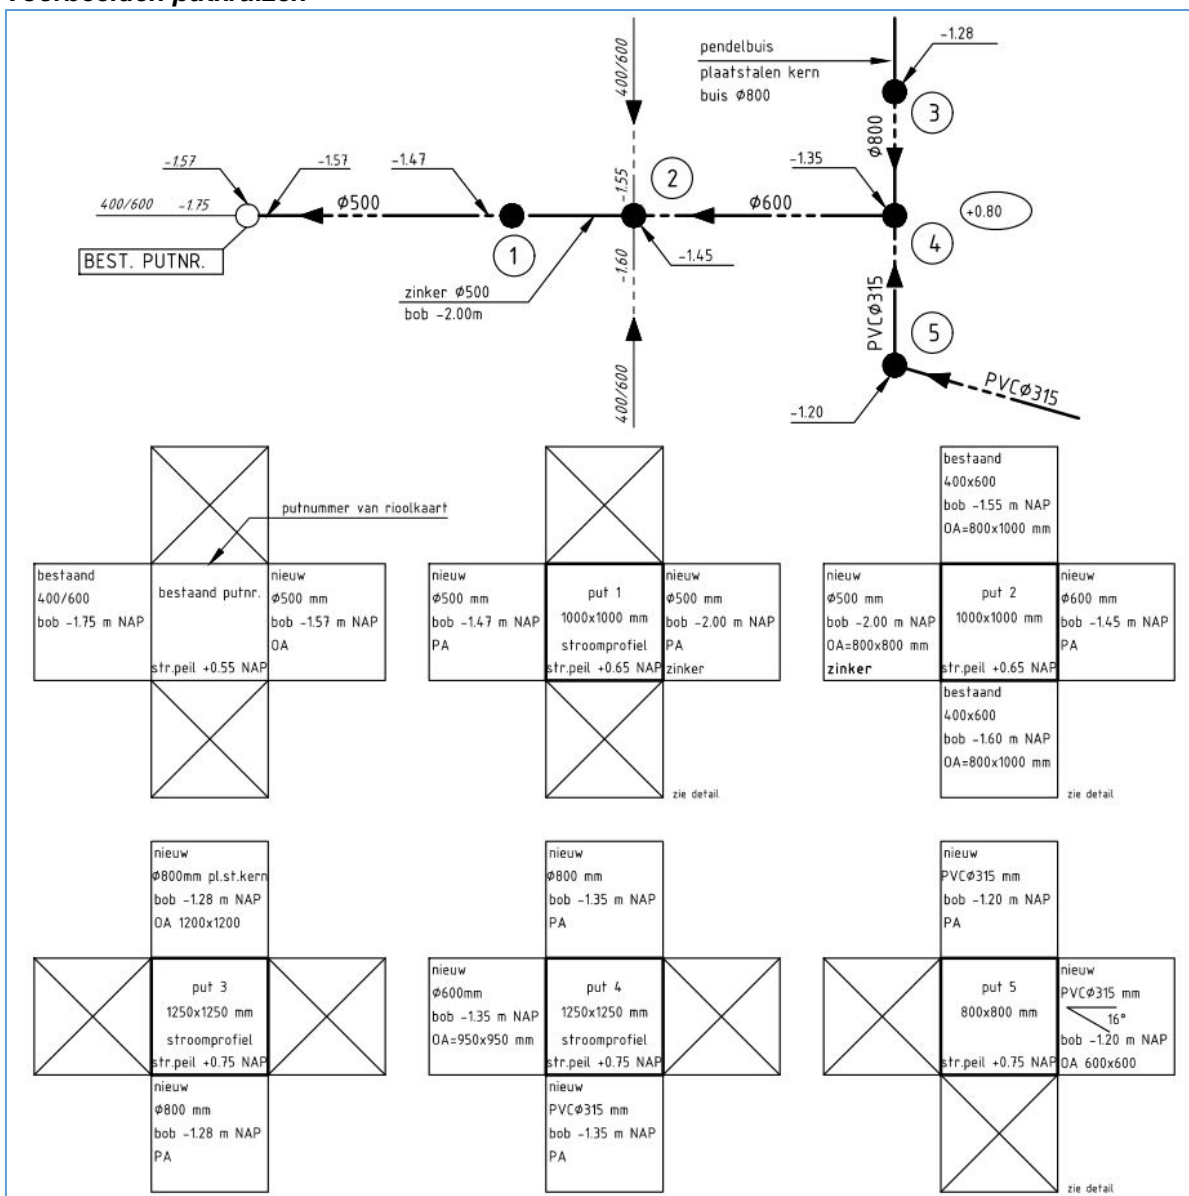 Voorbeelden putkruizen
400/600
pendelbuis
plaatstalen kern
buis Ø800
-1.28
3
Ø800
-1.57
-1.57
-1.47
-1.55
2
-1.35
400/600 -1.75
Ø500
Ø600
+0.80
4
BEST. PUTNR.
1
-1.60
-1.45
zinker Ø500
bob -2.00m
PVCØ315
5
400/600
-1.20
PVCØ315
putnummer van rioolkaart
bestaand
400/600
bob -1.75 m NAP
bestaand putnr.
str.peil +0.55 NAP
nieuw
Ø500 mm
bob -1.57 m NAP
OA
nieuw
Ø500 mm
bob -1.47 m NAP
PA
put 1
1000x1000 mm
stroomprofiel
str.peil +0.65 NAP
nieuw
Ø500 mm
bob -2.00 m NAP
PA
zinker
zie detail
bestaand
400x600
bob -1.55 m NAP
OA=800x1000 mm
nieuw
Ø500 mm
bob -2.00 m NAP
OA=800x800 mm
zinker
put 2
1000x1000 mm
str.peil +0.65 NAP
nieuw
Ø600 mm
bob -1.45 m NAP
PA
bestaand
400x600
bob -1.60 m NAP
OA=800x1000 mm
zie detail
nieuw
Ø800mm pl.st.kern
bob -1.28 m NAP
OA 1200x1200
put 3
1250x1250 mm
stroomprofiel
str.peil +0.75 NAP
nieuw
Ø800 mm
bob -1.28 m NAP
PA
nieuw
Ø800 mm
bob -1.35 m NAP
PA
nieuw
Ø600mm
bob -1.35 m NAP
OA=950x950 mm
put 4
1250x1250 mm
stroomprofiel
str.peil +0.75 NAP
nieuw
PVCØ315 mm
bob -1.35 m NAP
PA
nieuw
PVCØ315 mm
bob -1.20 m NAP
PA
put 5
800x800 mm
str.peil +0.75 NAP
nieuw
PVCØ315 mm
16°
bob -1.20 m NAP
OA 600x600
zie detail